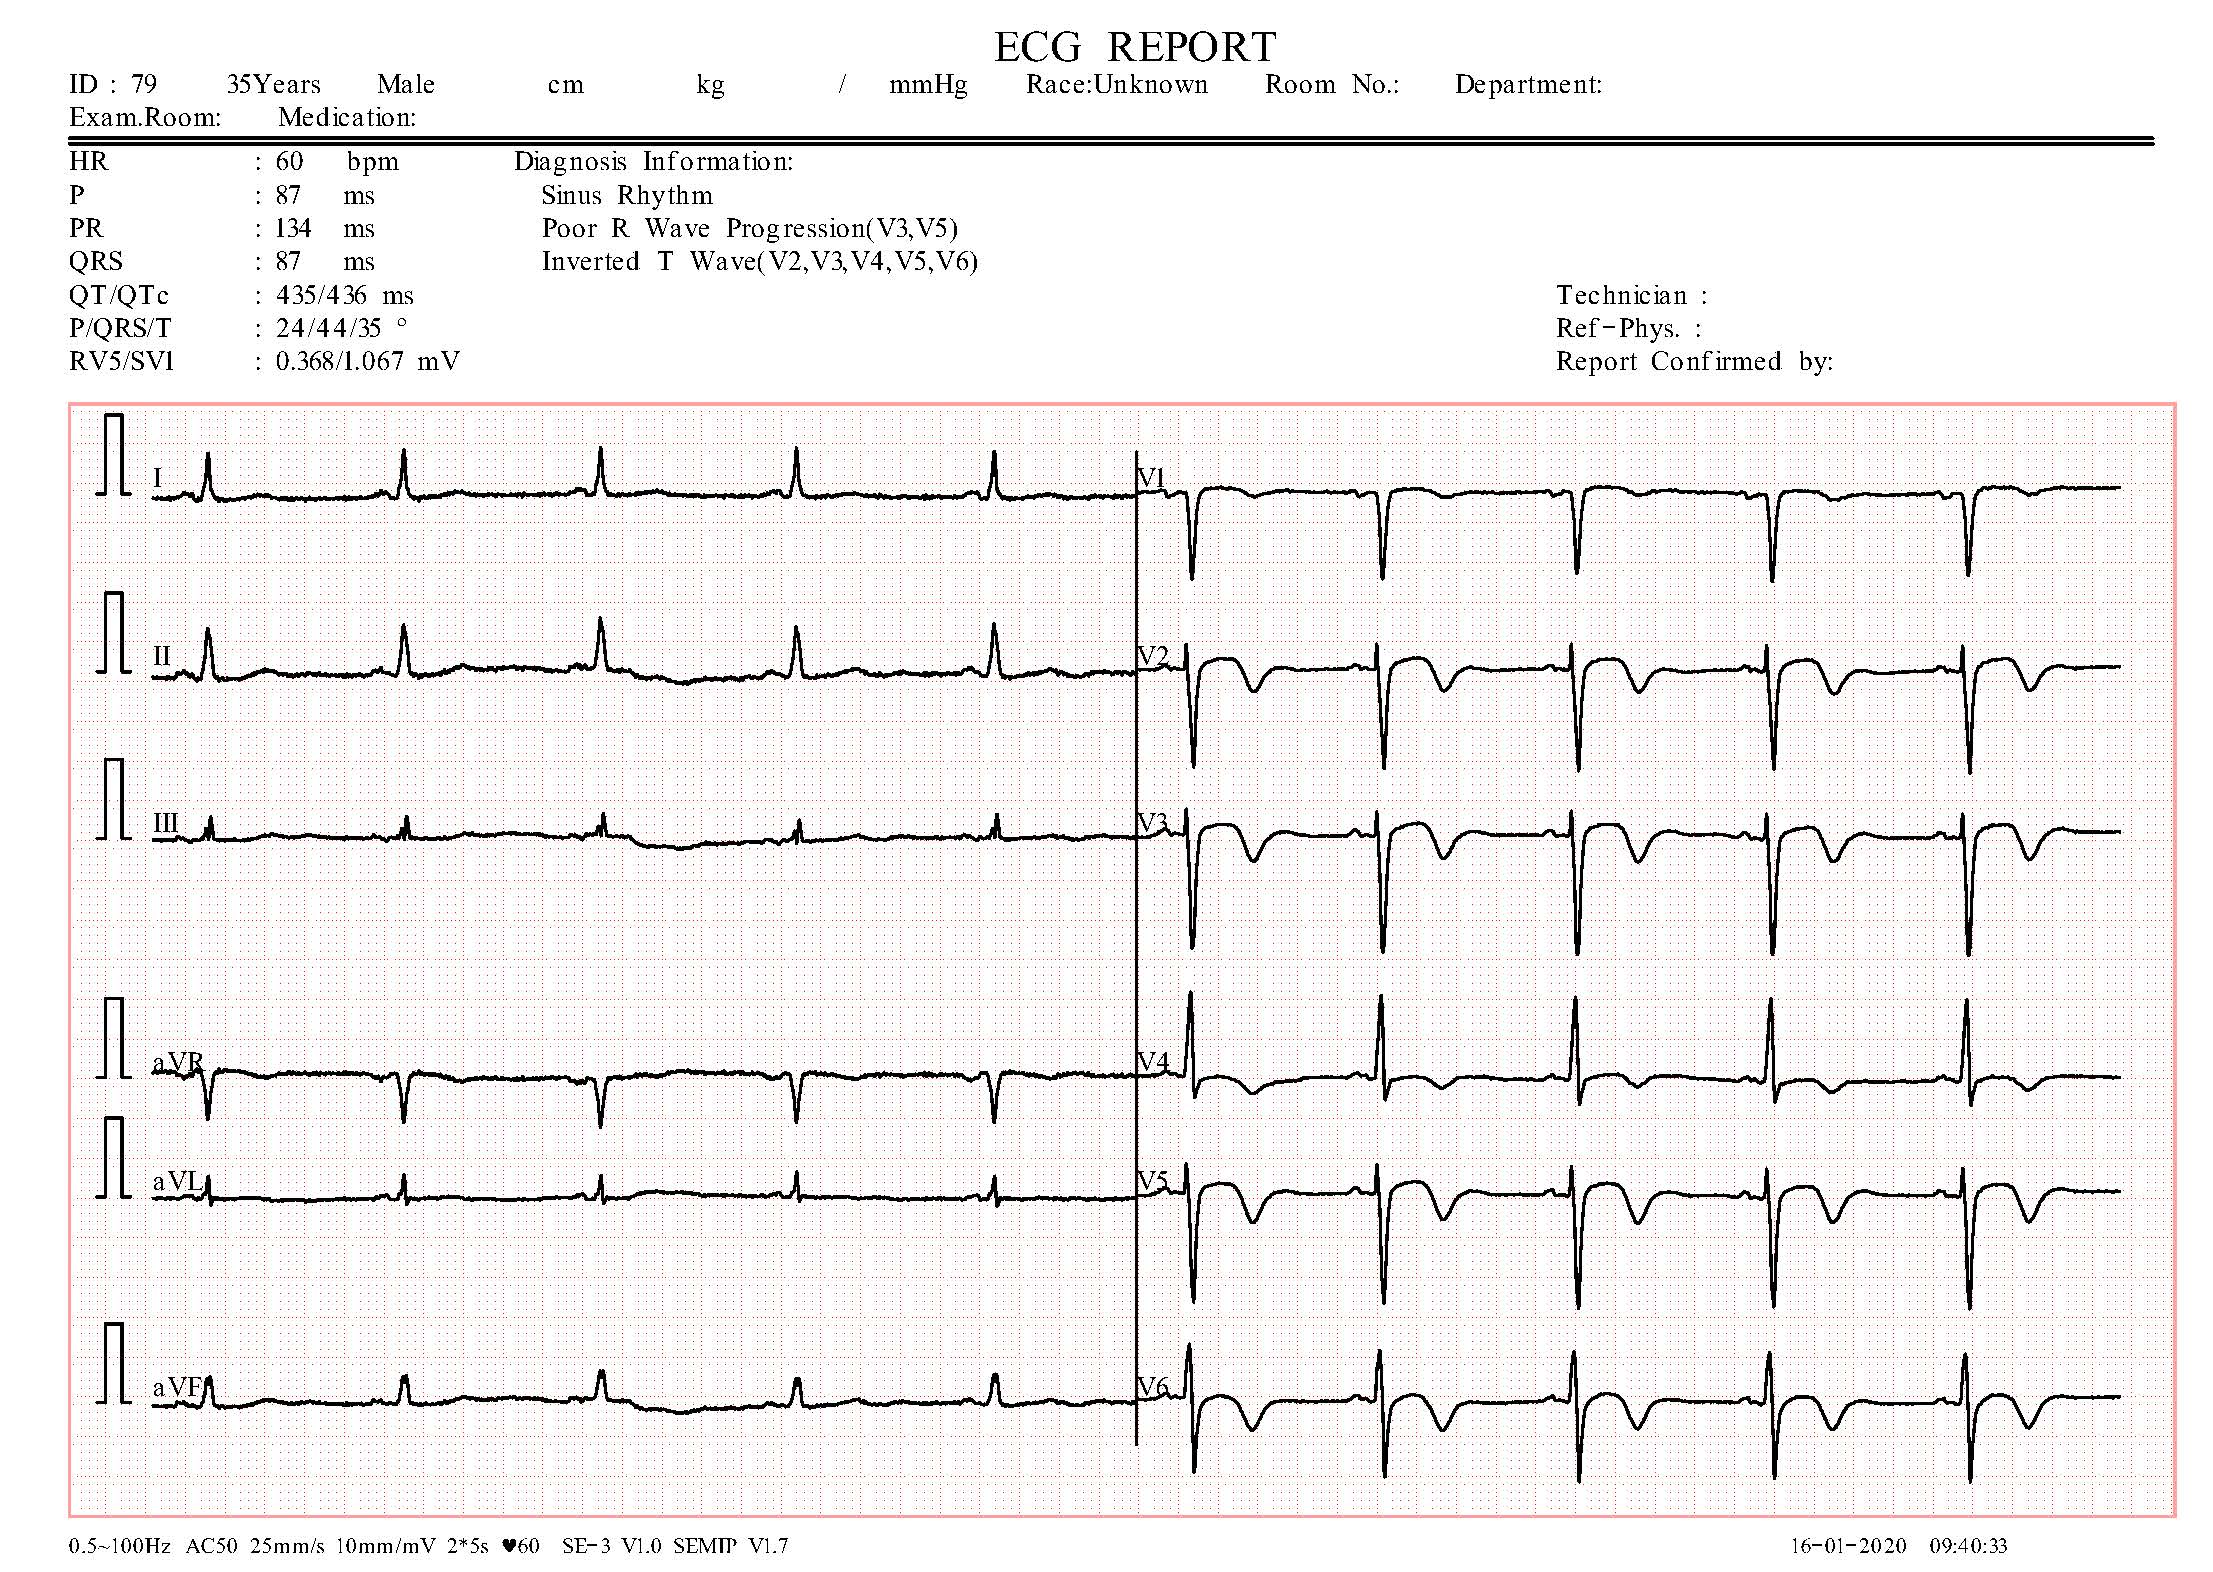 ECG REPORT
ID : 79 35Years Male cm kg / mmHg Race:Unknown Room No.: Department:
Exam.Room: Medication:
HR : 60 bpm Diagnosis Information:
P : 87 ms Sinus Rhythm
PR : 134 ms Poor R Wave Progression(V3,V5)
QRS : 87 ms Inverted T Wave(V2,V3,V4,V5,V6)
QT/QTc : 435/436 ms Technician :
P/QRS/T : 24/44/35 ° Ref-Phys. :
RV5/SV1 : 0.368/1.067 mV Report Confirmed by:
I V1
II V2
III V3
aVR V4
aVL V5
aVF V6
0.5~100Hz AC50 25mm/s 10mm/mV 2*5s ♥60 SE-3 V1.0 SEMIP V1.7 16-01-2020 09:40:33